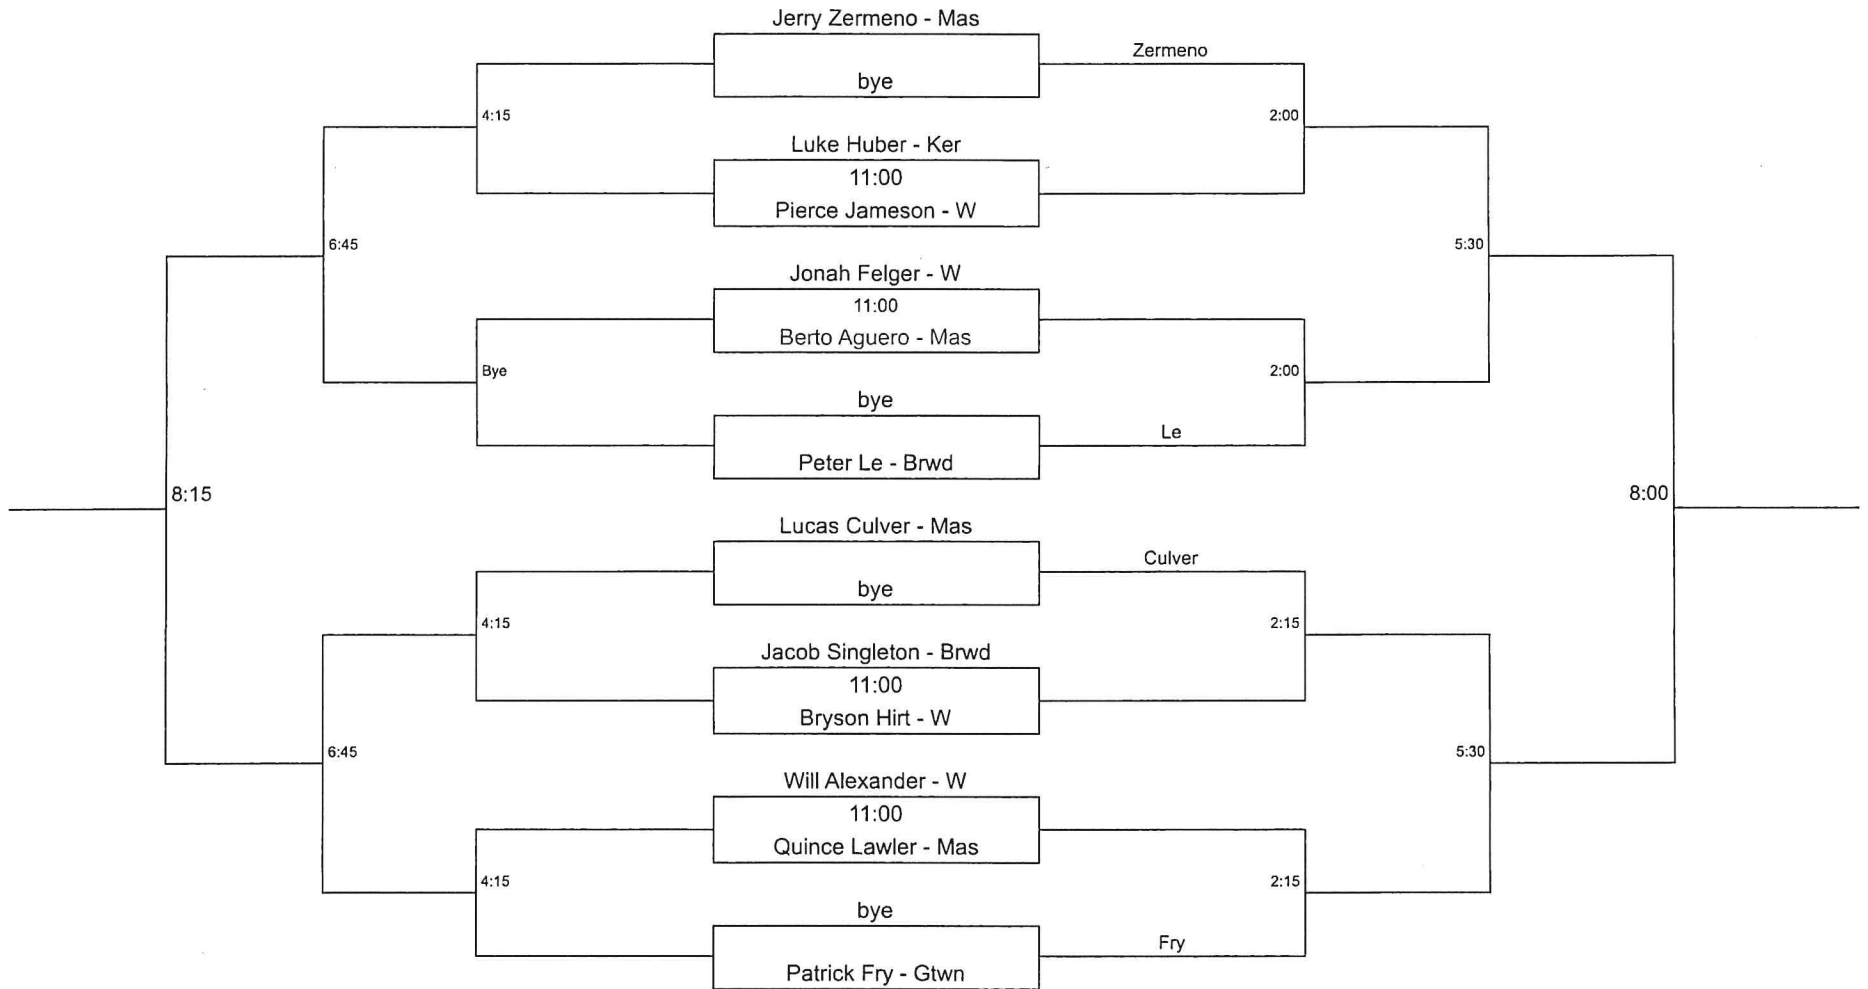 Jerry Zermeno - Mas
Zermeno
bye
4:15
2:00
Luke Huber - Ker
11:00
Pierce Jameson - W
6:45
5:30
Jonah Felger - W
11:00
Berto Aguero - Mas
Bye
2:00
bye
Le
Peter Le - Brwd
8:15
8:00
Lucas Culver - Mas
Culver
bye
4:15
2:15
Jacob Singleton - Brwd
11:00
Bryson Hirt - W
6:45
5:30
Will Alexander - W
11:00
Quince Lawler - Mas
4:15
2:15
bye
Fry
Patrick Fry - Gtwn